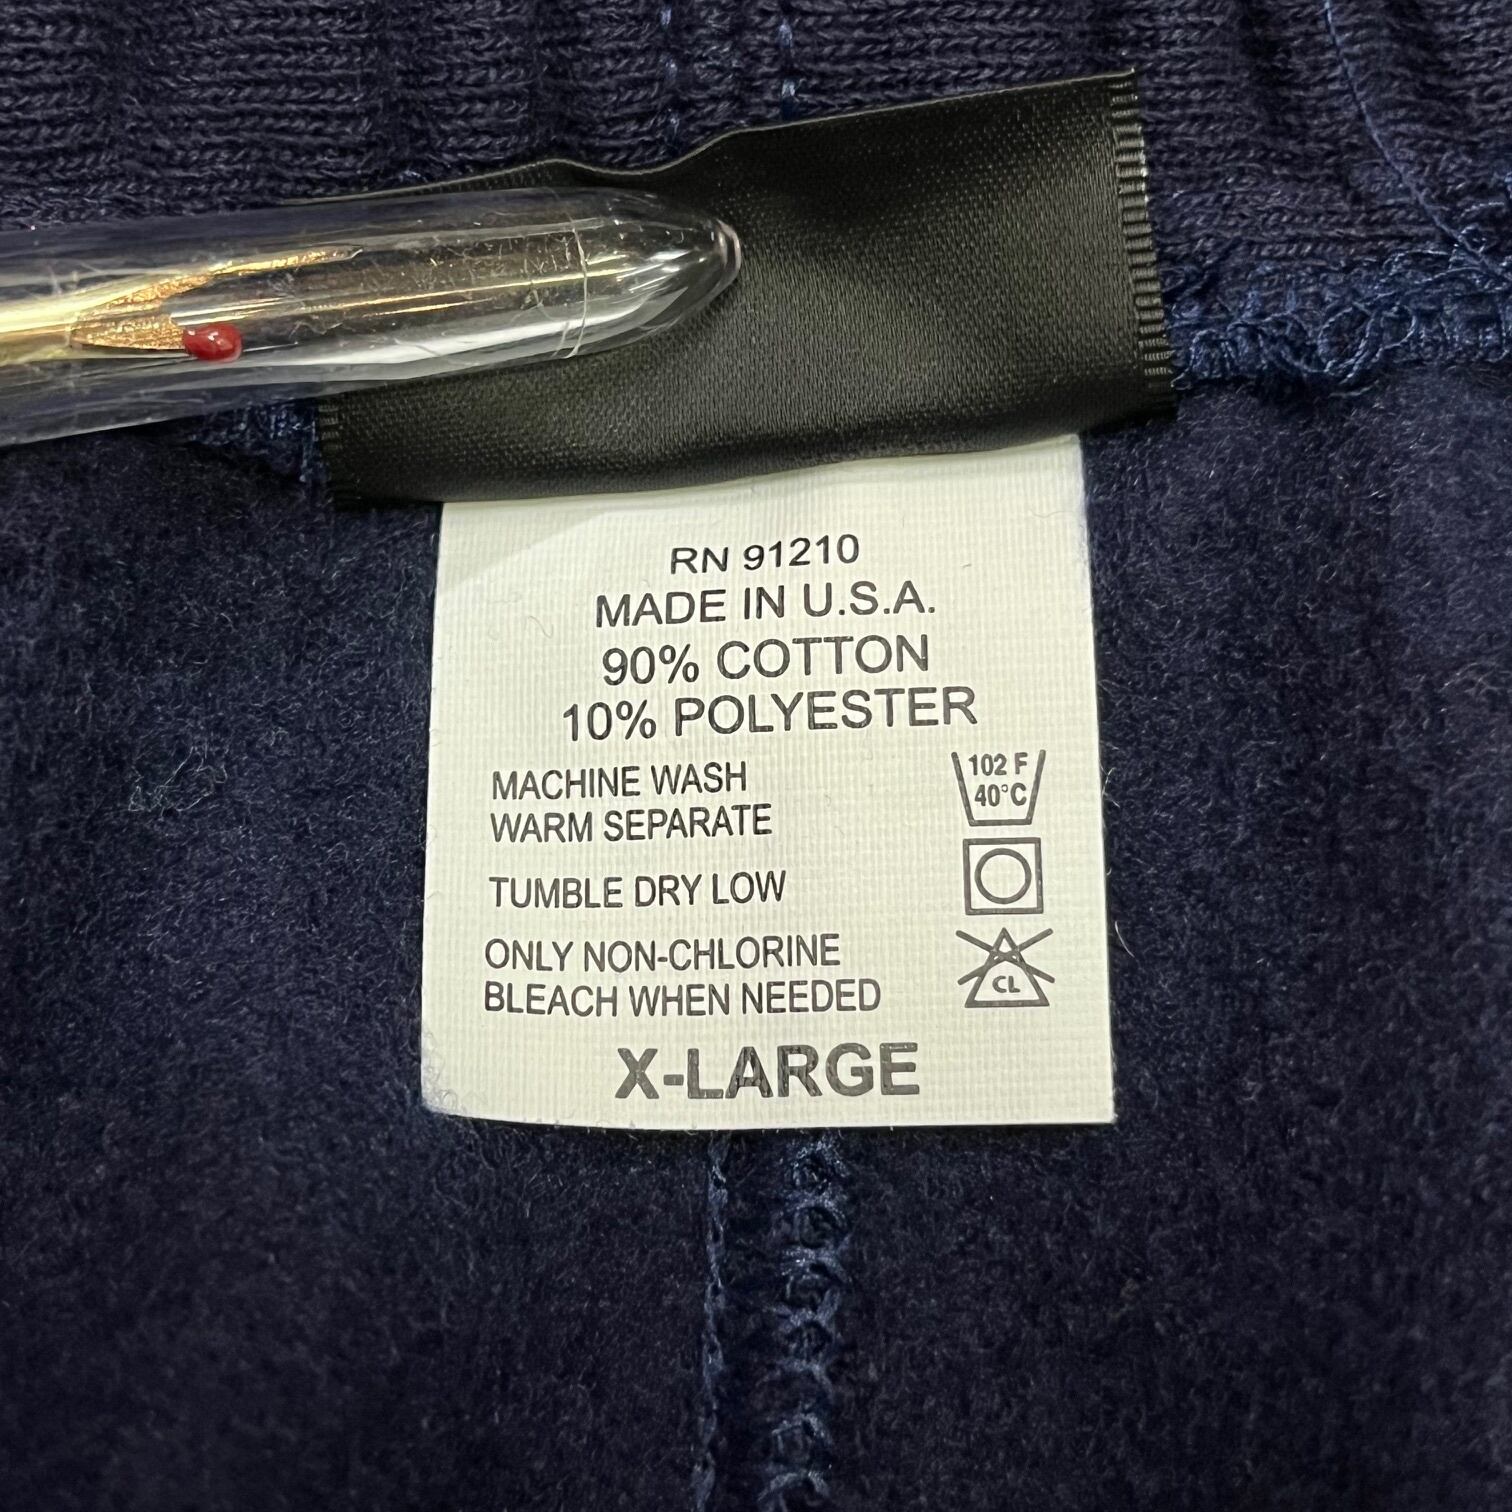 RN 91210
MADE IN U.S.A.
90% COTTON
10% POLYESTER
MACHINE WASH
WARM SEPARATE
102 F
40°C
TUMBLE DRY LOW
ONLY NON-CHLORINE
BLEACH WHEN NEEDED
CL
X-LARGE